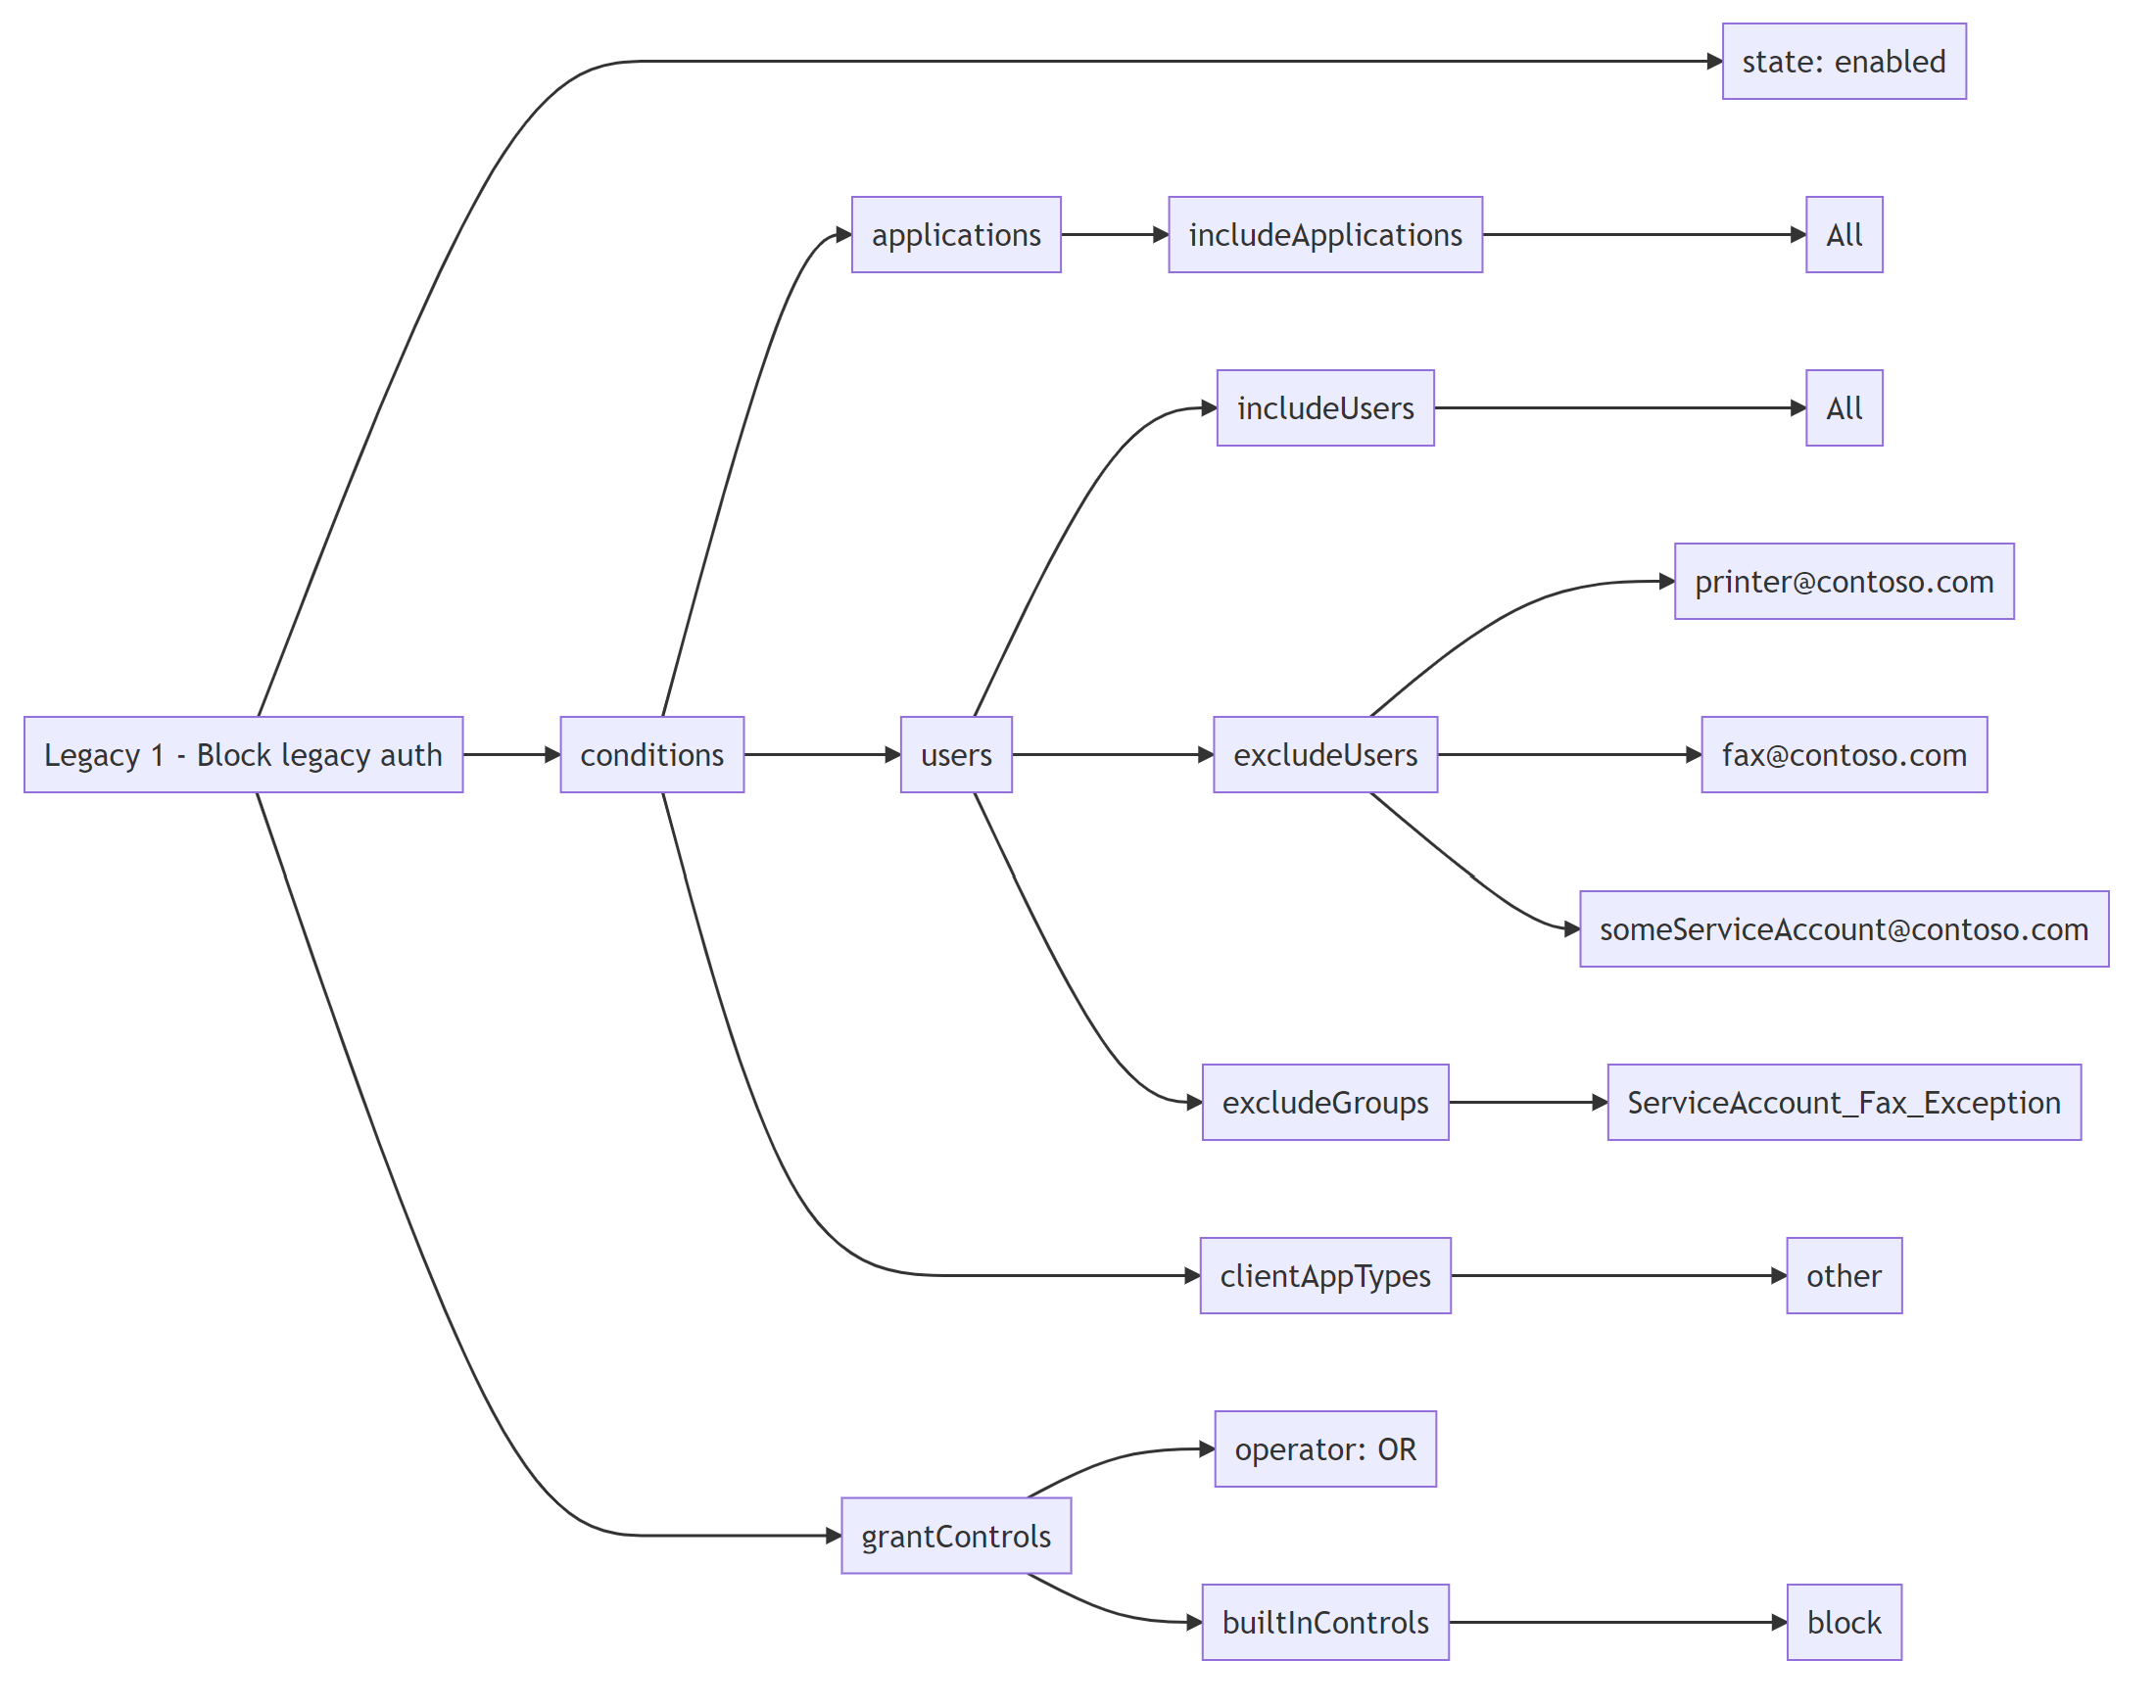 state: enabled
applications
includeApplications
All
includeUsers
All
printer@contoso.com
Legacy 1 - Block legacy auth
conditions
users
excludeUsers
fax@contoso.com
someServiceAccount@contoso.com
excludeGroups
ServiceAccount_Fax_Exception
clientAppTypes
other
operator: OR
grantControls
builtInControls
block